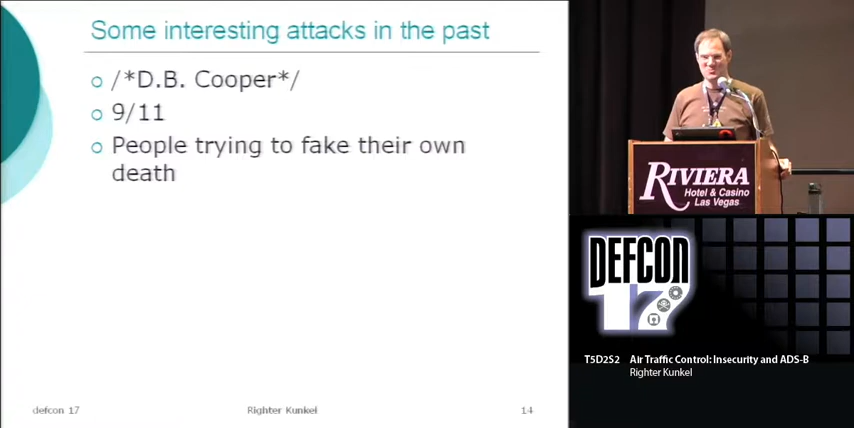 Some interesting attacks in the past
/*D.B. Cooper*/
9/11
People trying to fake their own
death
defcon 17
Righter Kunkel
14
RIVIERA
Hotel & Casino
Las Vegas
DEFCON
17
T5D2S2 Air Traffic Control: Insecurity and ADS-B
Righter Kunkel